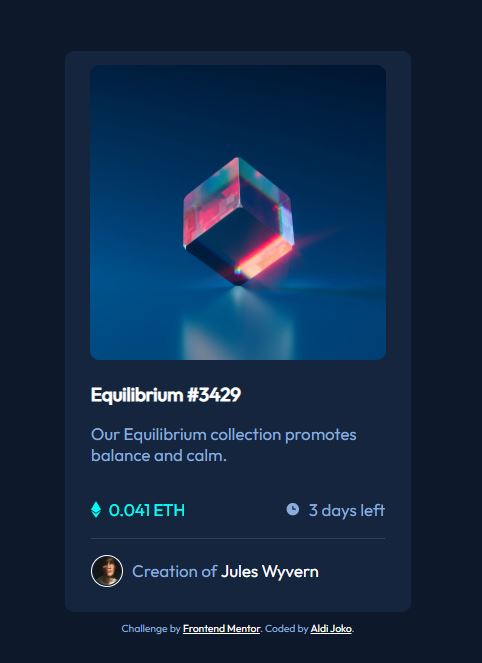 Equilibrium #3429
Our Equilibrium collection promotes
balance and calm.
0.041 ETH
3 days left
Creation of Jules Wyvern
Challenge by Frontend Mentor. Coded by Aldi Joko.